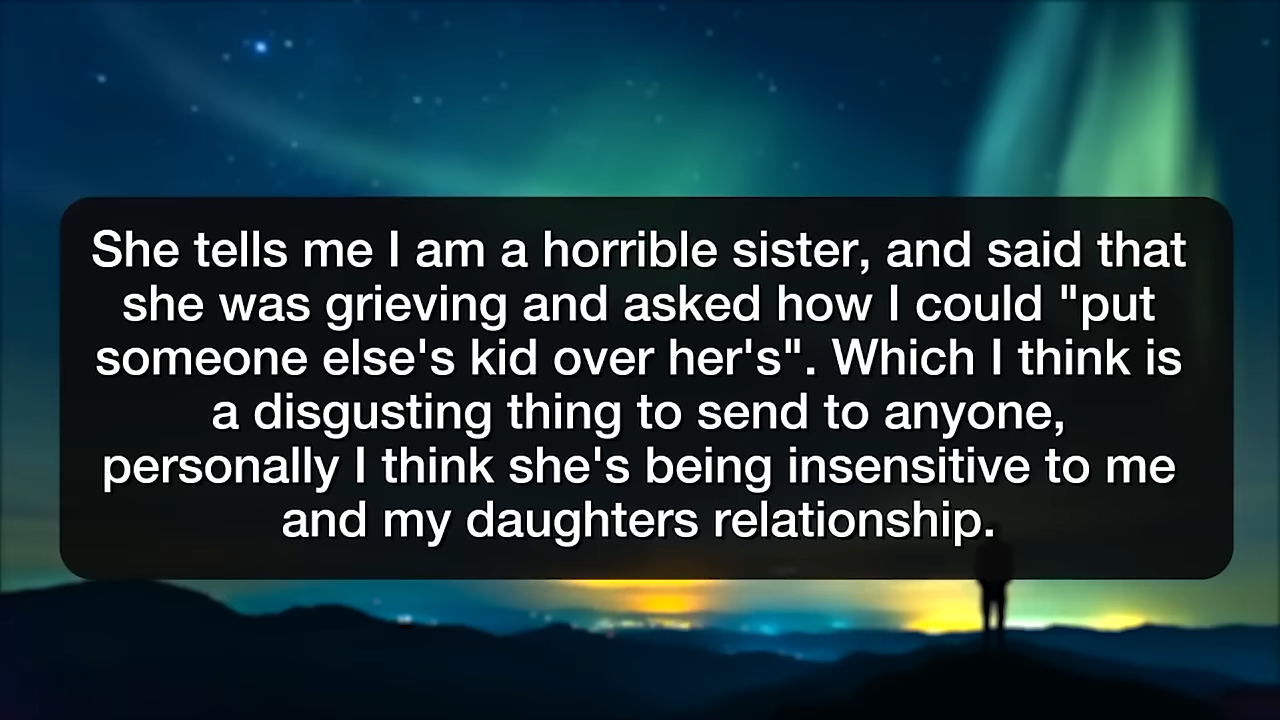 She tells me I am a horrible sister, and said that
she was grieving and asked how I could "put
someone else's kid over her's". Which I think is
a disgusting thing to send to anyone,
personally I think she's being insensitive to me
and my daughters relationship.